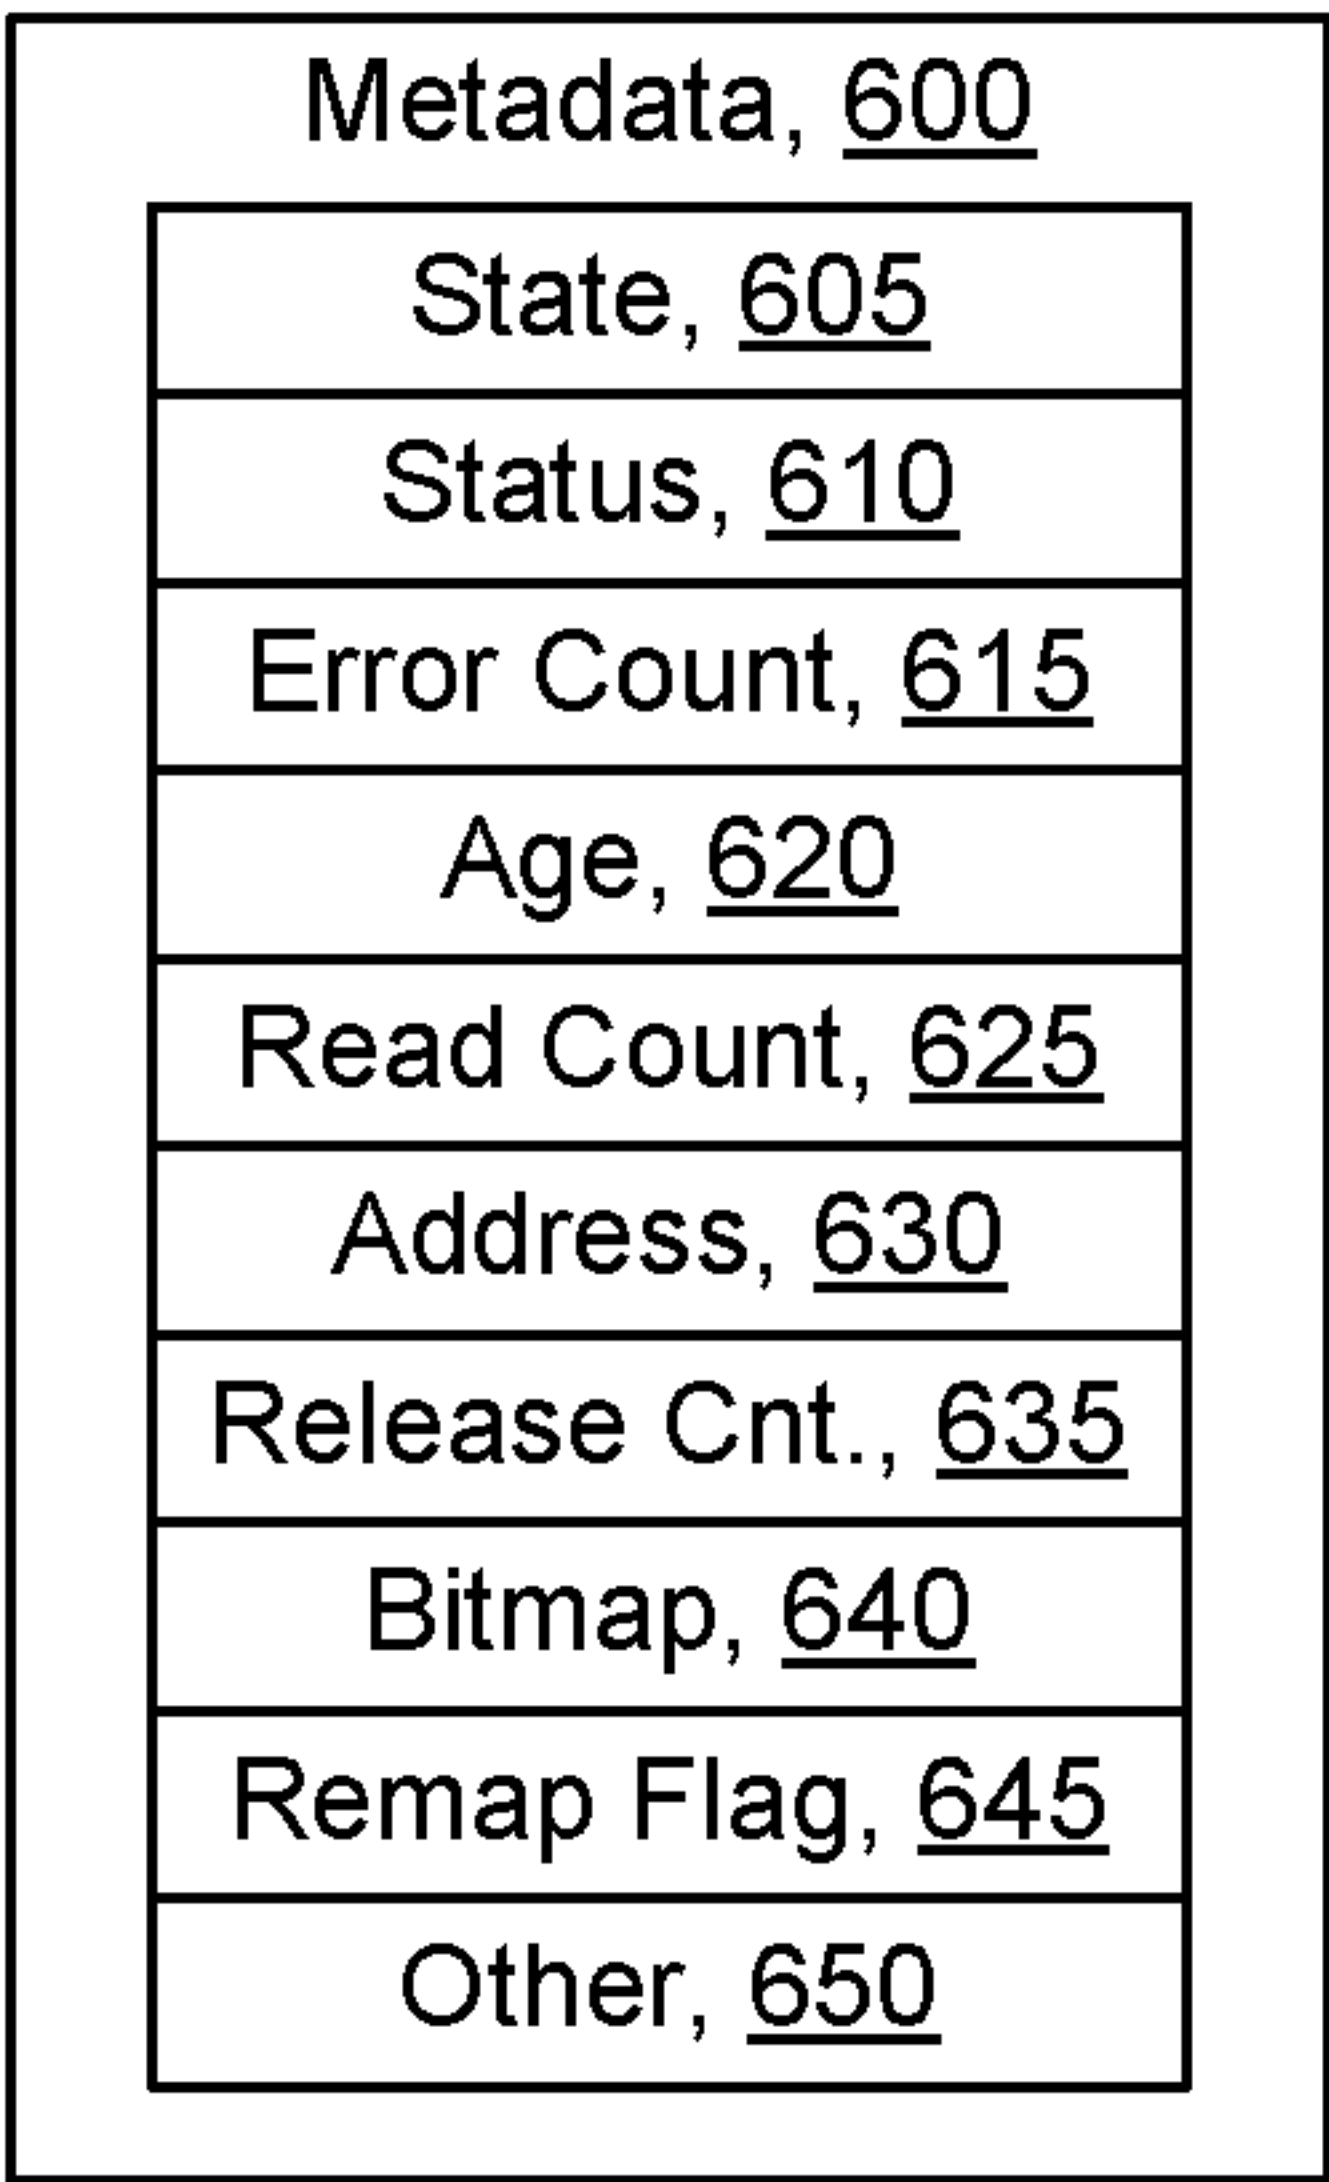 Metadata, 600
State, 605
Status, 610
Error Count, 615
Age, 620
Read Count, 625
Address, 630
Release Cnt., 635
Bitmap, 640
Remap Flag, 645
Other, 650